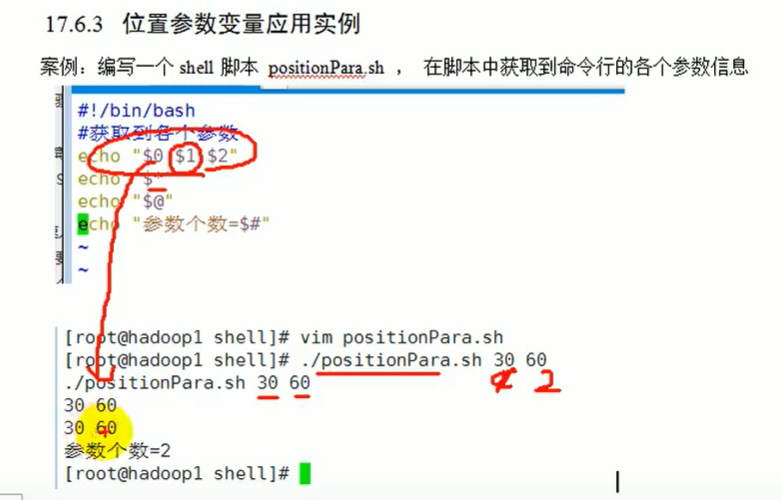 17.6.3 位置参数变量应用实例
案例：编写一个 shell 脚本 positionPara.sh ， 在脚本中获取到命令行的各个参数信息
#!/bin/bash
#获取到各个参数
echo "$0 $1 $2"
echo "$*"
echo "$@"
echo "参数个数=$#"
~
~
[root@hadoop1 shell]# vim positionPara.sh
[root@hadoop1 shell]# ./positionPara.sh 30 60
2
./positionPara.sh 30 60
30 60
30 60
参数个数=2
[root@hadoop1 shell]#